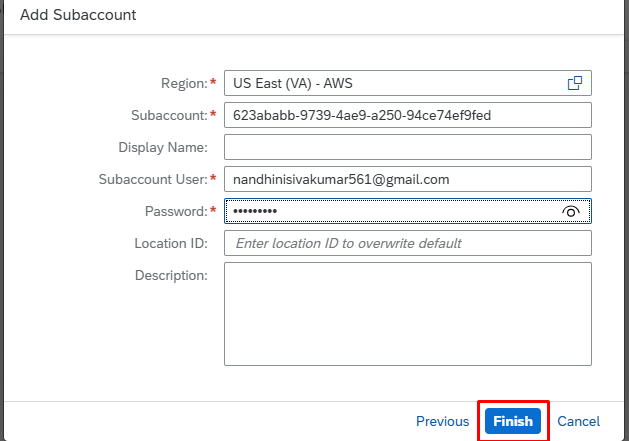 Add Subaccount
Region:* US East (VA) - AWS
Subaccount:* 623ababb-9739-4ae9-a250-94ce74ef9fed
Display Name:
Subaccount User:* nandhinisivakumar561@gmail.com
Password:* •••••••••
Location ID: Enter location ID to overwrite default
Description:
Previous Finish Cancel